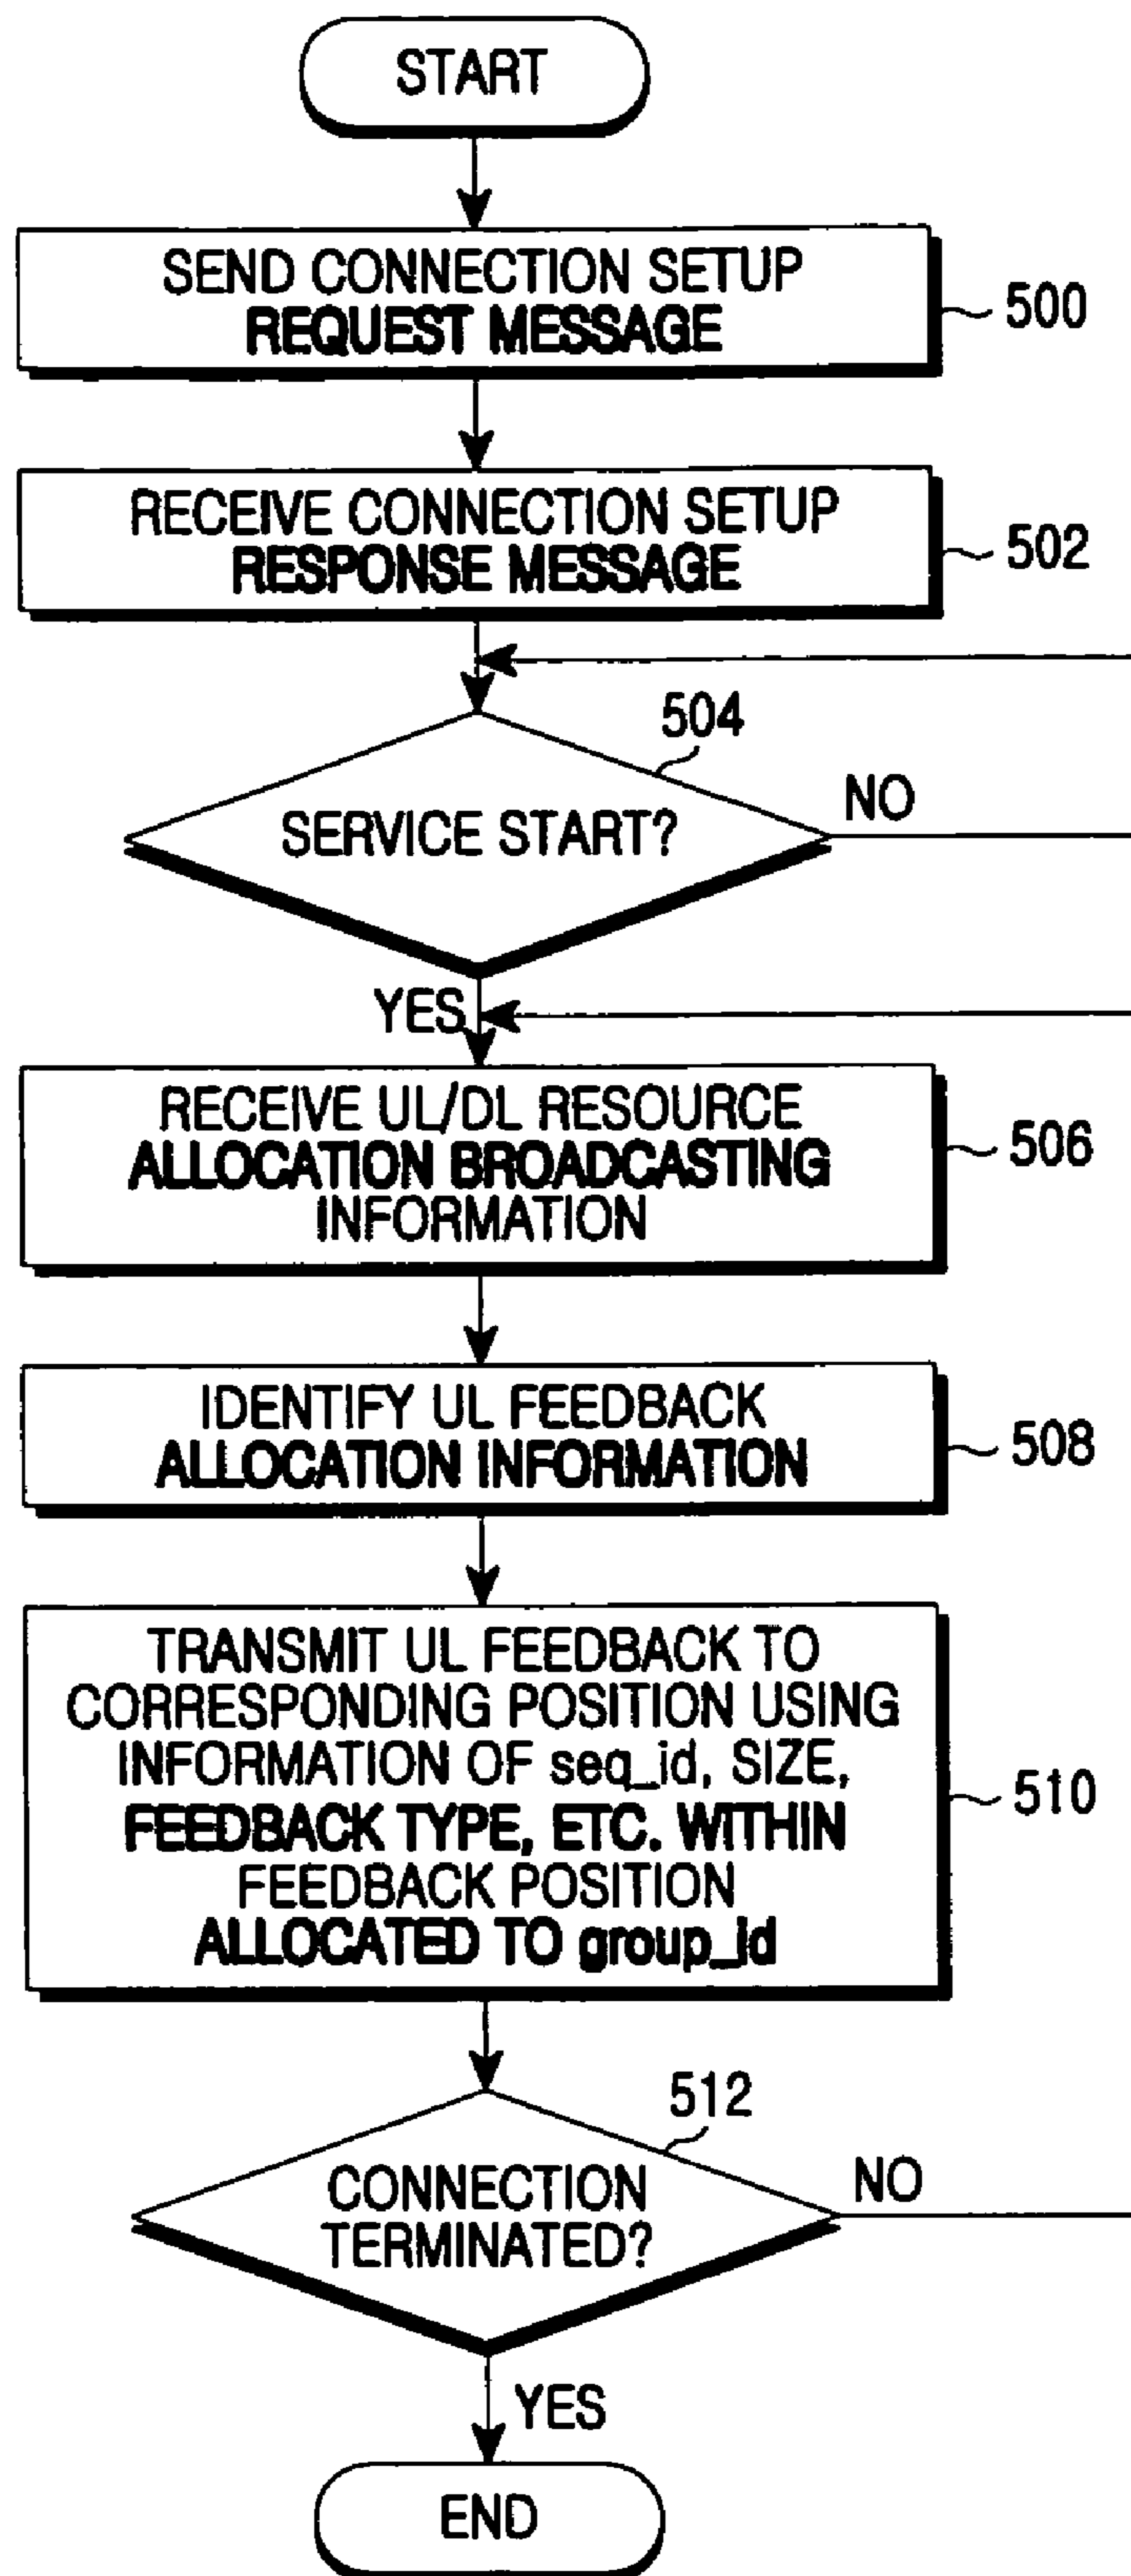 START
SEND CONNECTION SETUP
REQUEST MESSAGE
500
RECEIVE CONNECTION SETUP
RESPONSE MESSAGE
502
504
SERVICE START?
NO
YES
RECEIVE UL/DL RESOURCE
ALLOCATION BROADCASTING
INFORMATION
506
IDENTIFY UL FEEDBACK
ALLOCATION INFORMATION
508
TRANSMIT UL FEEDBACK TO
CORRESPONDING POSITION USING
INFORMATION OF seq_id, SIZE,
FEEDBACK TYPE, ETC. WITHIN
FEEDBACK POSITION
ALLOCATED TO group_id
510
512
CONNECTION
TERMINATED?
NO
YES
END